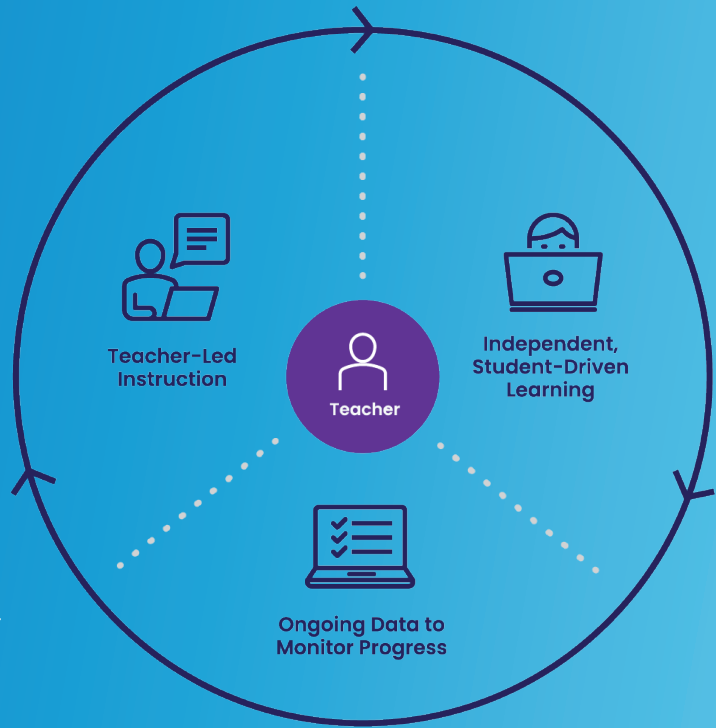 Teacher-Led
Instruction
Independent,
Student-Driven
Learning
Teacher
Ongoing Data to
Monitor Progress